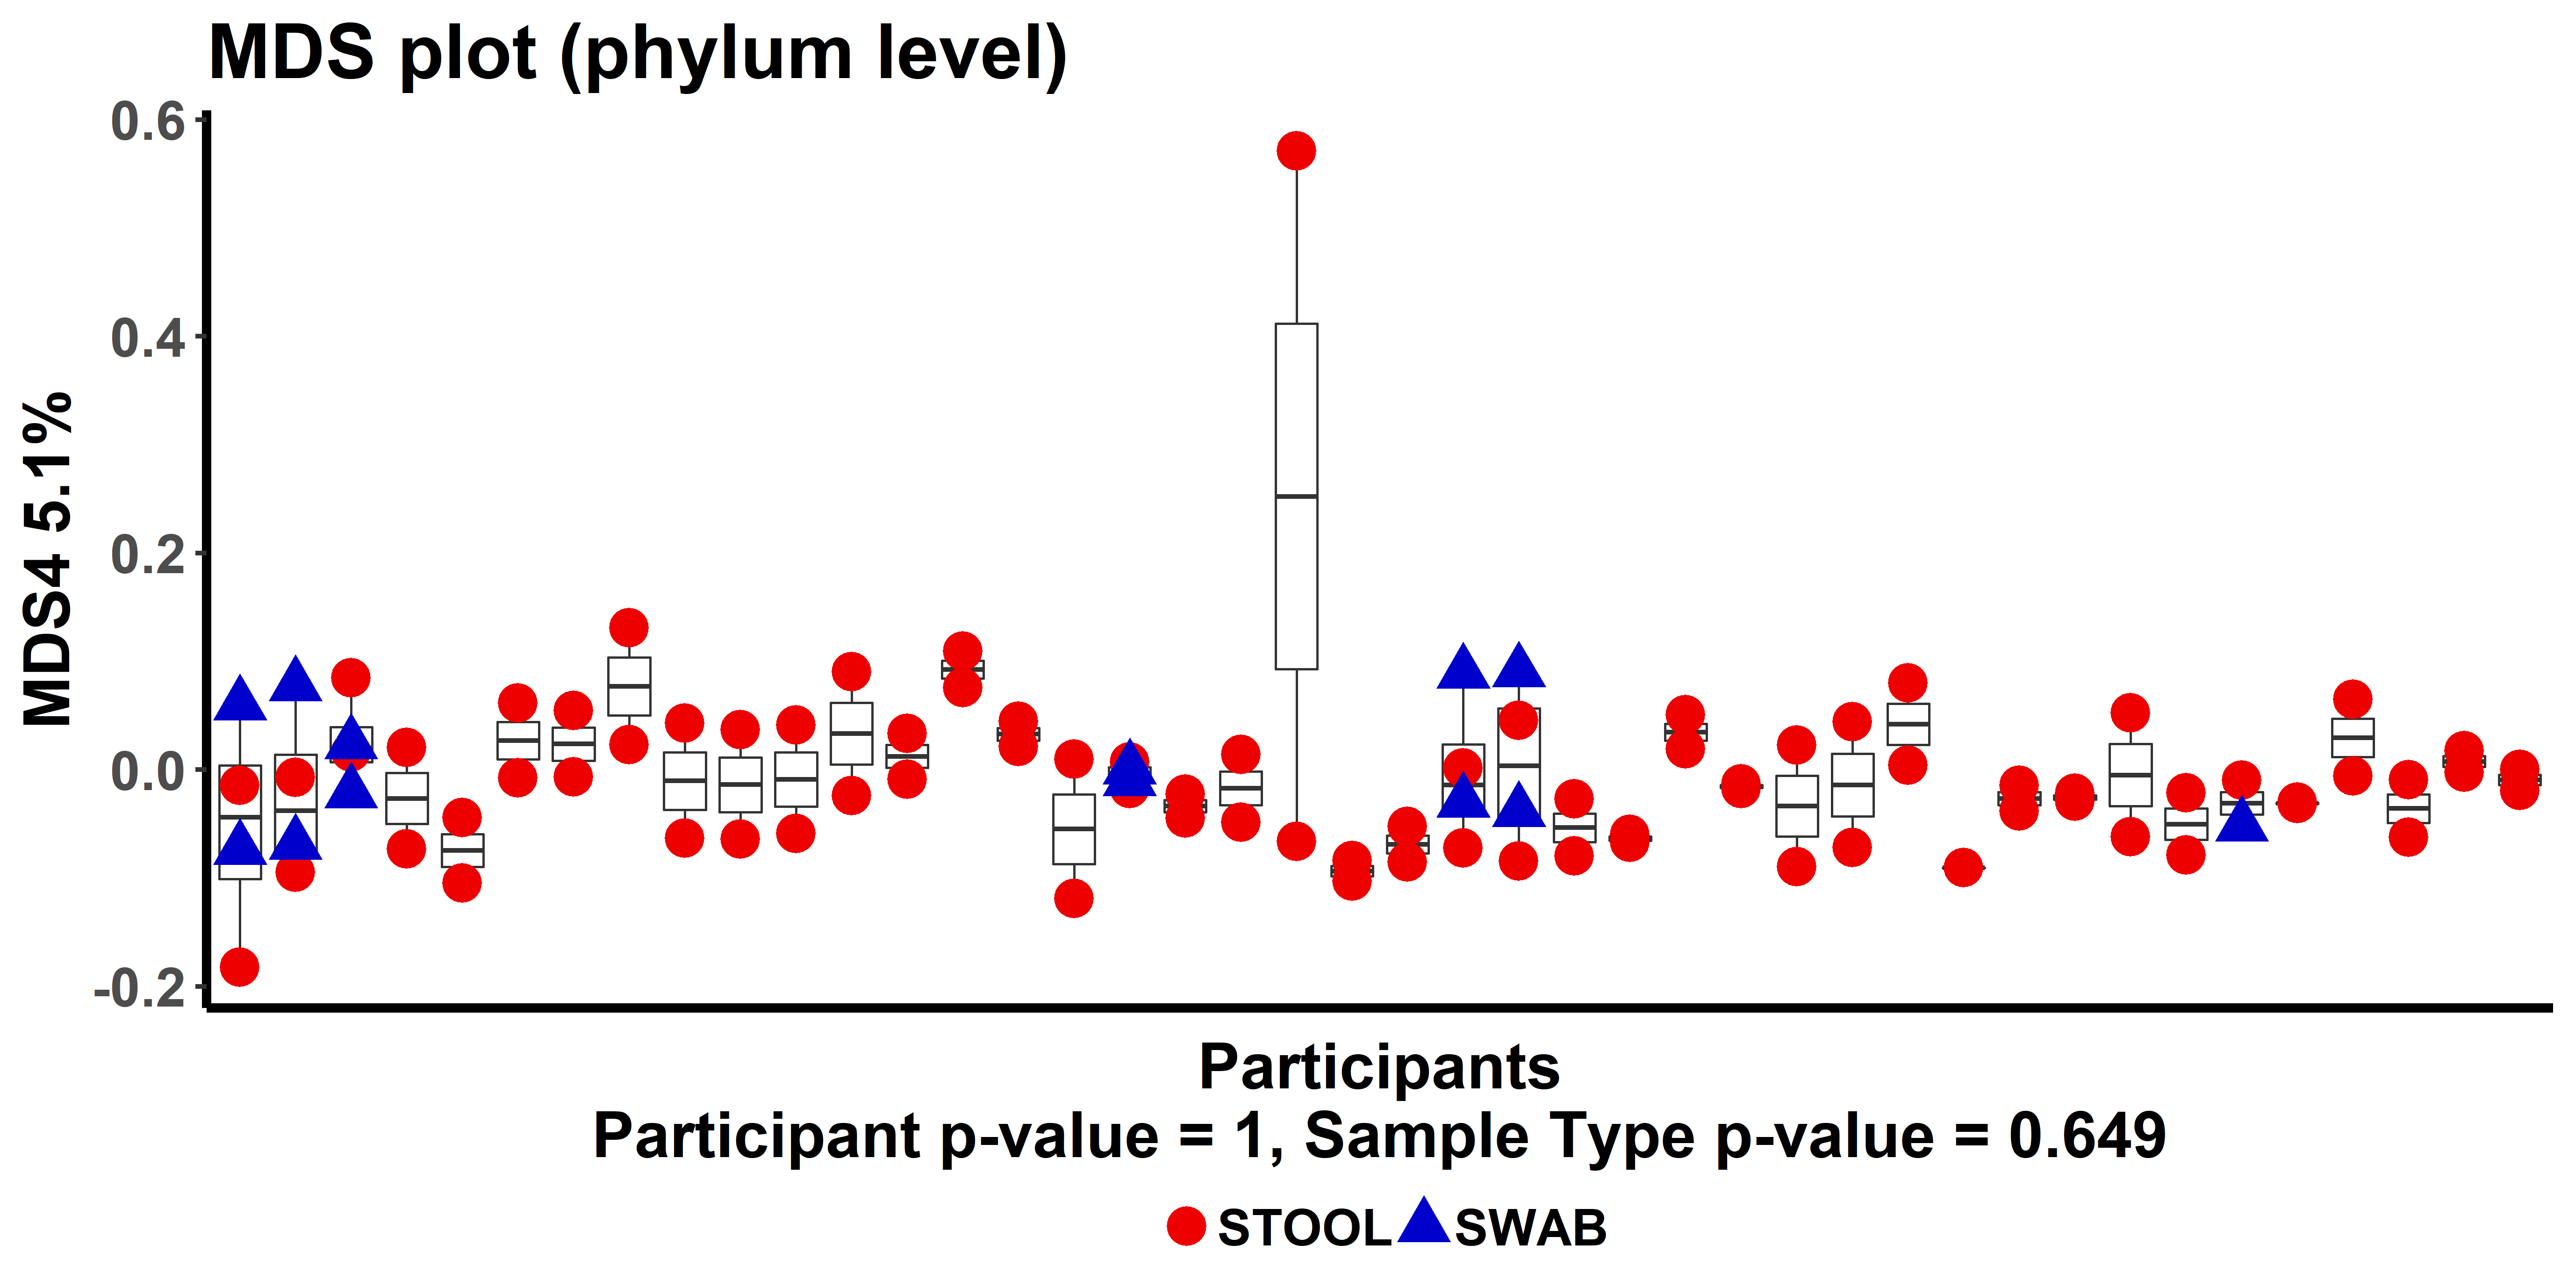 MDS plot (phylum level)
0.6
0.4
0.2
0.0
-0.2
MDS4 5.1%
Participants
Participant p-value = 1, Sample Type p-value = 0.649
STOOL SWAB